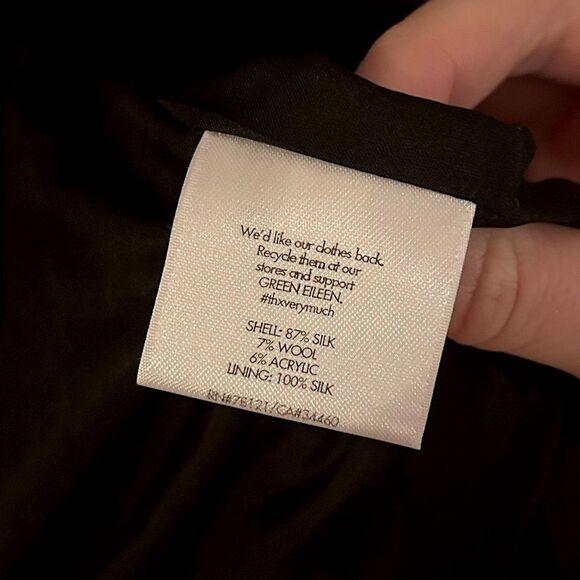 We'd like our clothes back.
Recycle them at our
stores and support
GREEN EILEEN.
#thxverymuch
SHELL: 87% SILK
7% WOOL
6% ACRYLIC
LINING: 100% SILK
RN#78121/CA#34460